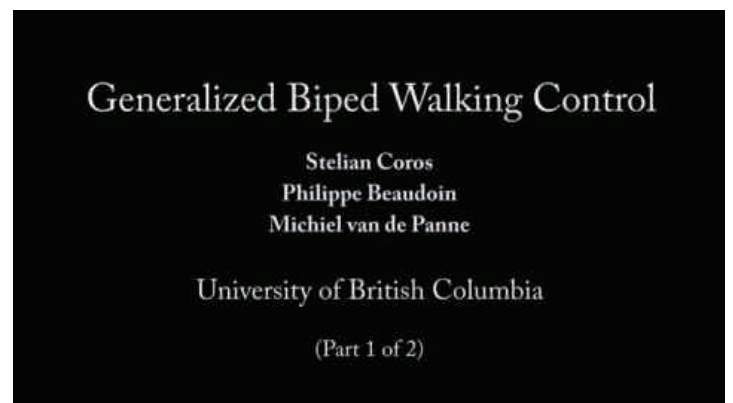 Generalized Biped Walking Control
Stelian Coros
Philippe Beaudoin
Michiel van de Panne
University of British Columbia
(Part 1 of 2)